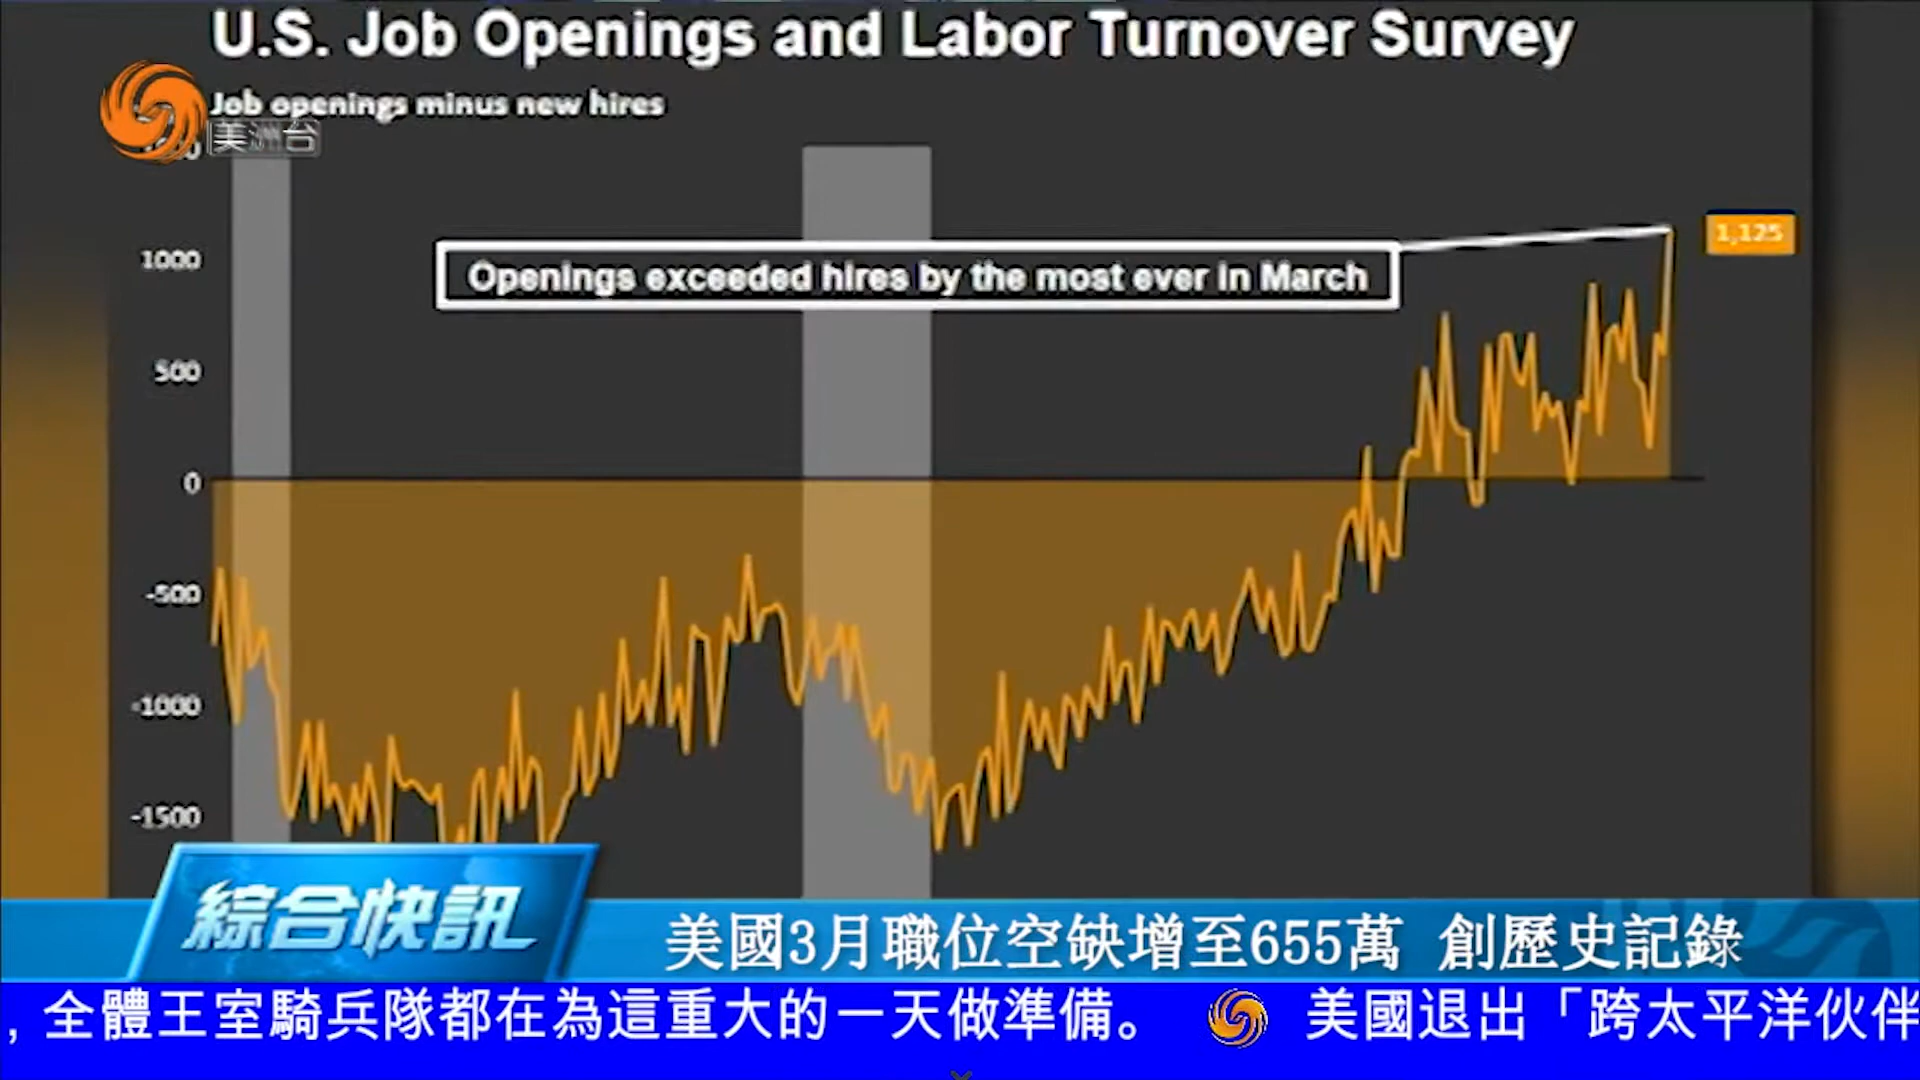 U.S. Job Openings and Labor Turnover Survey
Job openings minus new hires
美洲台
1,125
1000
Openings exceeded hires by the most ever in March
500
0
-500
-1000
-1500
綜合快訊
美國3月職位空缺增至655萬 創歷史記錄
，全體王室騎兵隊都在為這重大的一天做準備。 美國退出「跨太平洋伙伴